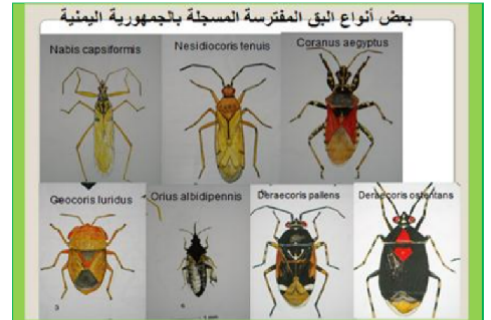 بعض أنواع البق المفترسة المسجلة بالجمهورية اليمنية
Nabis capsiformis
Nesidiocoris tenuis
Coranus aegyptus
Geocoris luridus
Orius albidipennis
Deraecoris pallens
Deraecoris ostentans